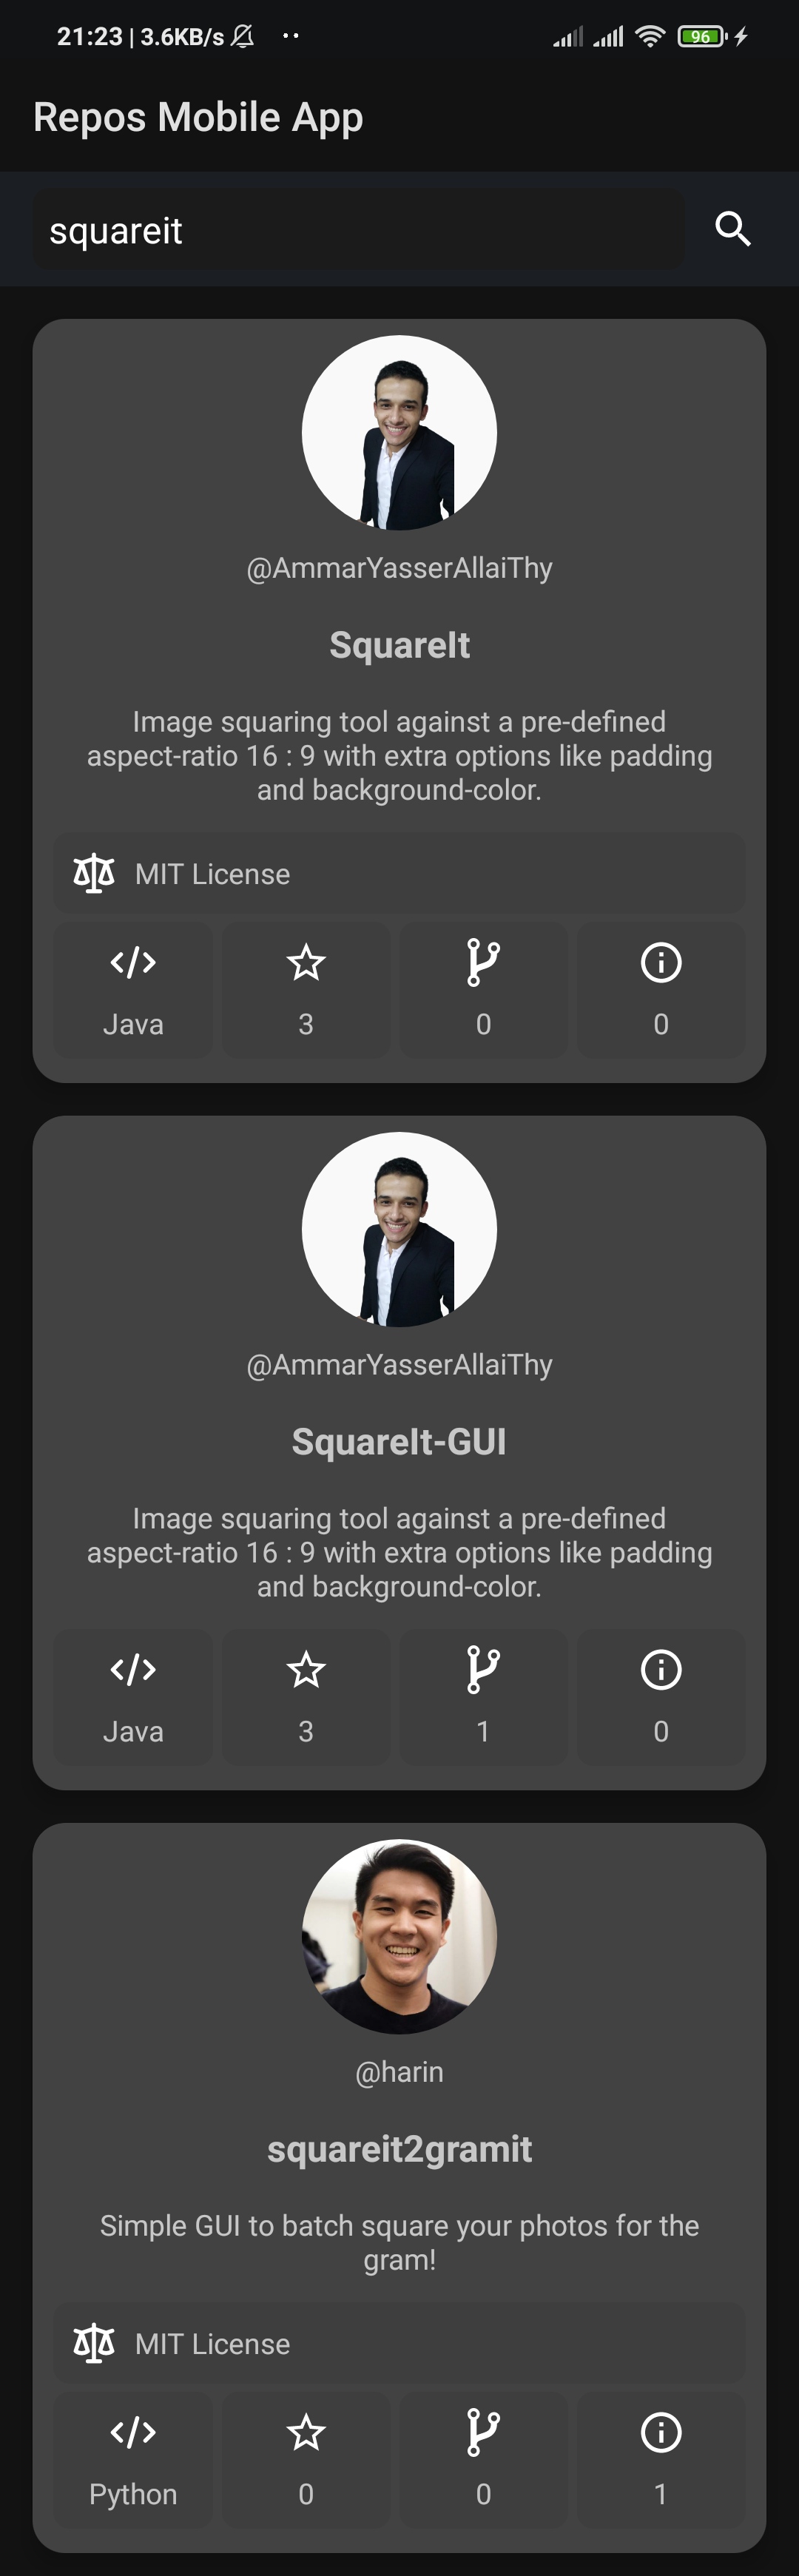 21:23 | 3.6KB/s
96
Repos Mobile App
squareit
@AmmarYasserAllaiThy
SquareIt
Image squaring tool against a pre-defined
aspect-ratio 16 : 9 with extra options like padding
and background-color.
MIT License
Java 3 0 0
@AmmarYasserAllaiThy
SquareIt-GUI
Image squaring tool against a pre-defined
aspect-ratio 16 : 9 with extra options like padding
and background-color.
Java 3 1 0
@harin
squareit2gramit
Simple GUI to batch square your photos for the
gram!
MIT License
Python 0 0 1